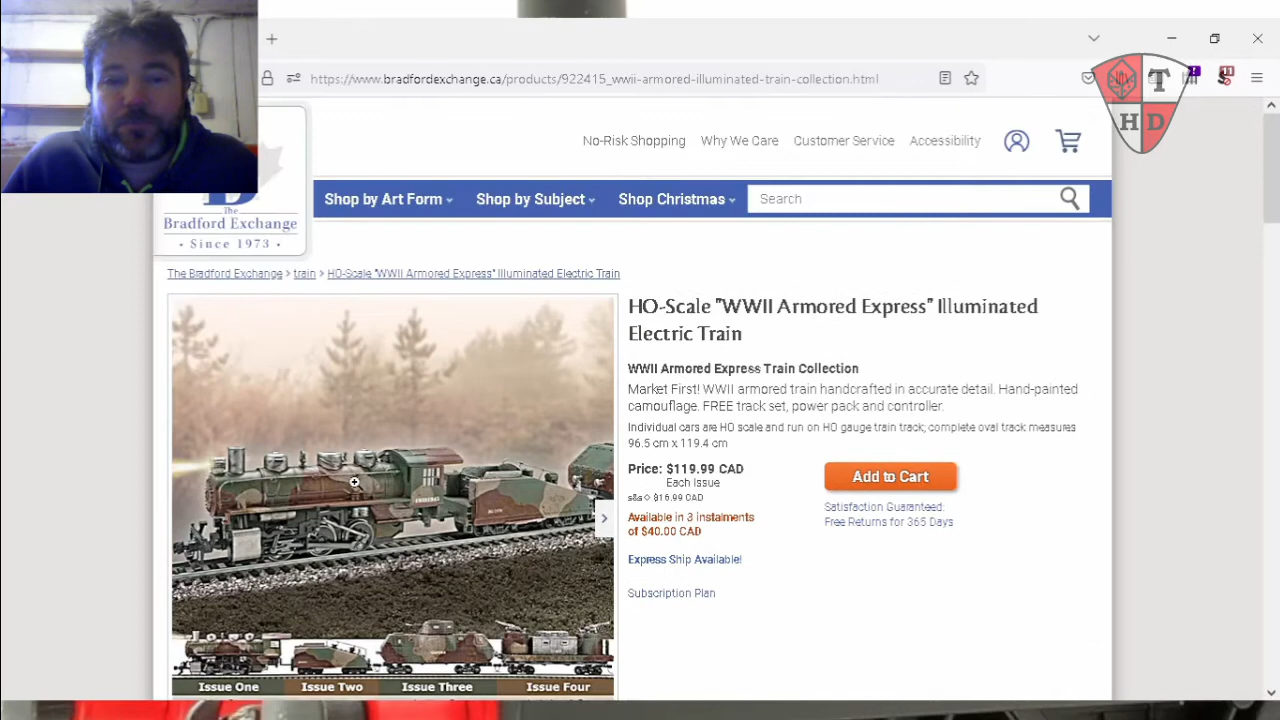 https://www.bradfordexchange.ca/products/922415_wwii-armored-illuminated-train-collection.html
T
H D
No-Risk Shopping Why We Care Customer Service Accessibility
Shop by Art Form Shop by Subject Shop Christmas Search
The
Bradford Exchange
• Since 1973 •
The Bradford Exchange > train > HO-Scale "WWII Armored Express" Illuminated Electric Train
HO-Scale "WWII Armored Express" Illuminated
Electric Train
WWII Armored Express Train Collection
Market First! WWII armored train handcrafted in accurate detail. Hand-painted
camouflage. FREE track set, power pack and controller.
Individual cars are HO scale and run on HO gauge train track; complete oval track measures
96.5 cm x 119.4 cm
Price: $119.99 CAD
Each Issue
s&s ◊ $16.99 CAD
Available in 3 instalments
of $40.00 CAD
Express Ship Available!
Subscription Plan
Add to Cart
Satisfaction Guaranteed:
Free Returns for 365 Days
Issue One Issue Two Issue Three Issue Four